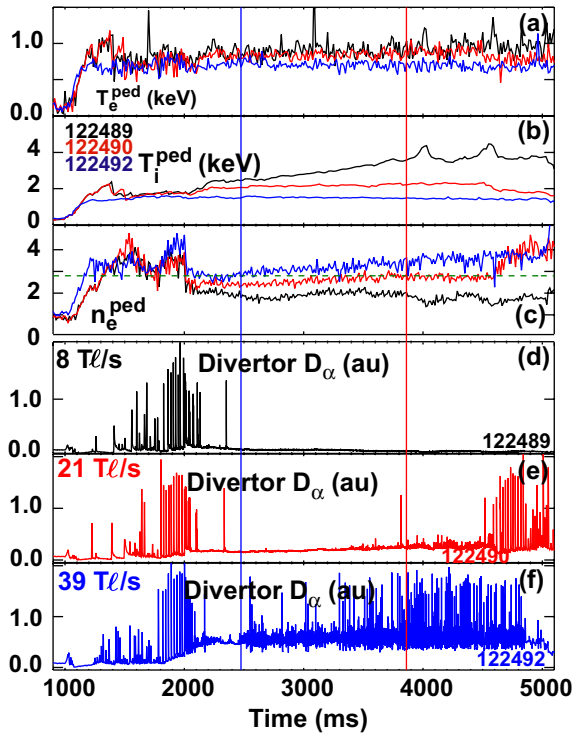 (a)
1.0
0.0
T_e^ped (keV)
122489 (b)
122490 T_i^ped (keV)
122492
4
2
0
4
2
n_e^ped (c)
0
8 Tℓ/s Divertor D_α (au) (d)
1.0
122489
0.0
21 Tℓ/s Divertor D_α (au) (e)
1.0
122490
0.0
39 Tℓ/s Divertor D_α (au) (f)
1.0
122492
0.0
1000 2000 3000 4000 5000
Time (ms)